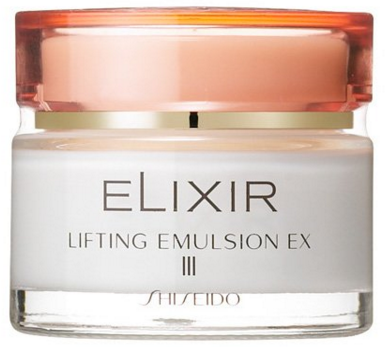 ELIXIR
LIFTING EMULSION EX
III
SHISEIDO